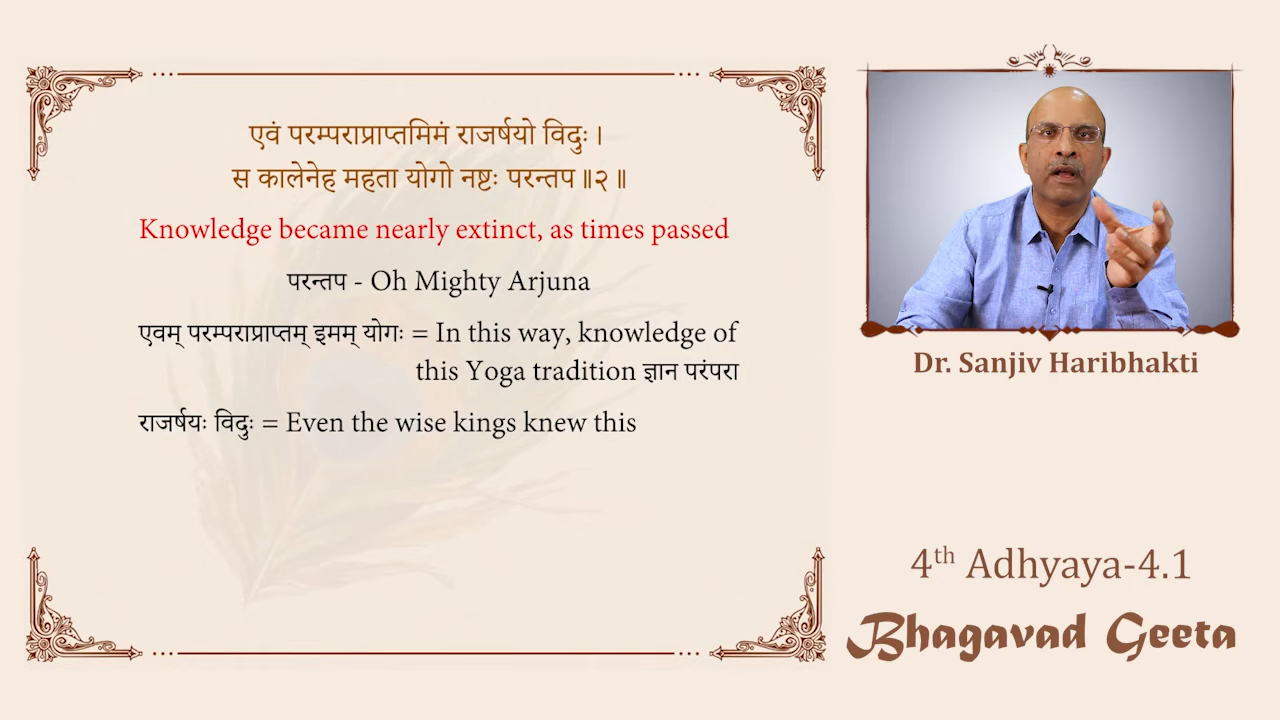 एवं परम्पराप्राप्तमिमं राजर्षयो विदुः ।
स कालेनेह महता योगो नष्टः परन्तप ॥२॥
Knowledge became nearly extinct, as times passed
परन्तप - Oh Mighty Arjuna
एवम् परम्पराप्राप्तम् इमम् योगः = In this way, knowledge of
this Yoga tradition ज्ञान परंपरा
राजर्षयः विदुः = Even the wise kings knew this
Dr. Sanjiv Haribhakti
4th Adhyaya-4.1
Bhagavad Geeta